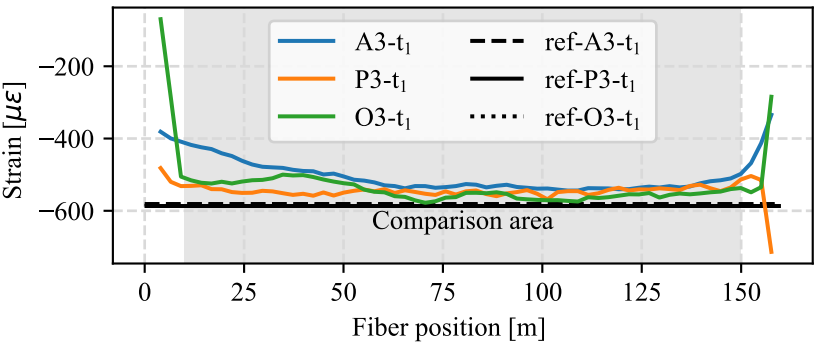 A3-t₁
P3-t₁
O3-t₁
ref-A3-t₁
ref-P3-t₁
ref-O3-t₁
Strain [με]
−200
−400
−600
Comparison area
0 25 50 75 100 125 150
Fiber position [m]